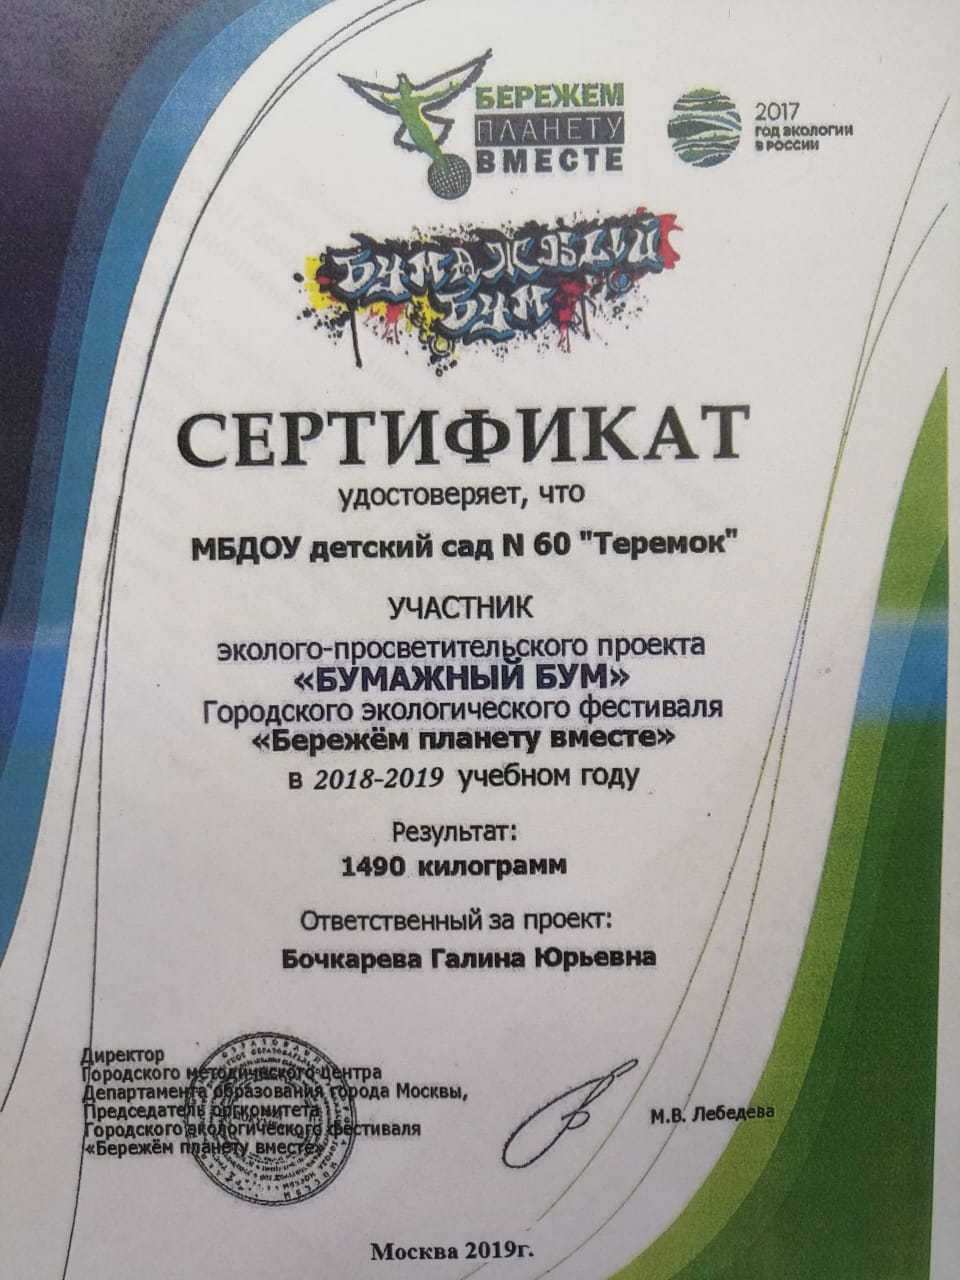 БЕРЕЖЕМ
ПЛАНЕТУ
ВМЕСТЕ
2017
ГОД ЭКОЛОГИИ
В РОССИИ
БУМАЖНЫЙ
БУМ
СЕРТИФИКАТ
удостоверяет, что
МБДОУ детский сад N 60 "Теремок"
УЧАСТНИК
эколого-просветительского проекта
«БУМАЖНЫЙ БУМ»
Городского экологического фестиваля
«Бережём планету вместе»
в 2018-2019 учебном году
Результат:
1490 килограмм
Ответственный за проект:
Бочкарева Галина Юрьевна
Директор
Городского методического центра
Департамента образования города Москвы,
Председатель оргкомитета
Городского экологического фестиваля
«Бережём планету вместе»
М.В. Лебедева
Москва 2019г.